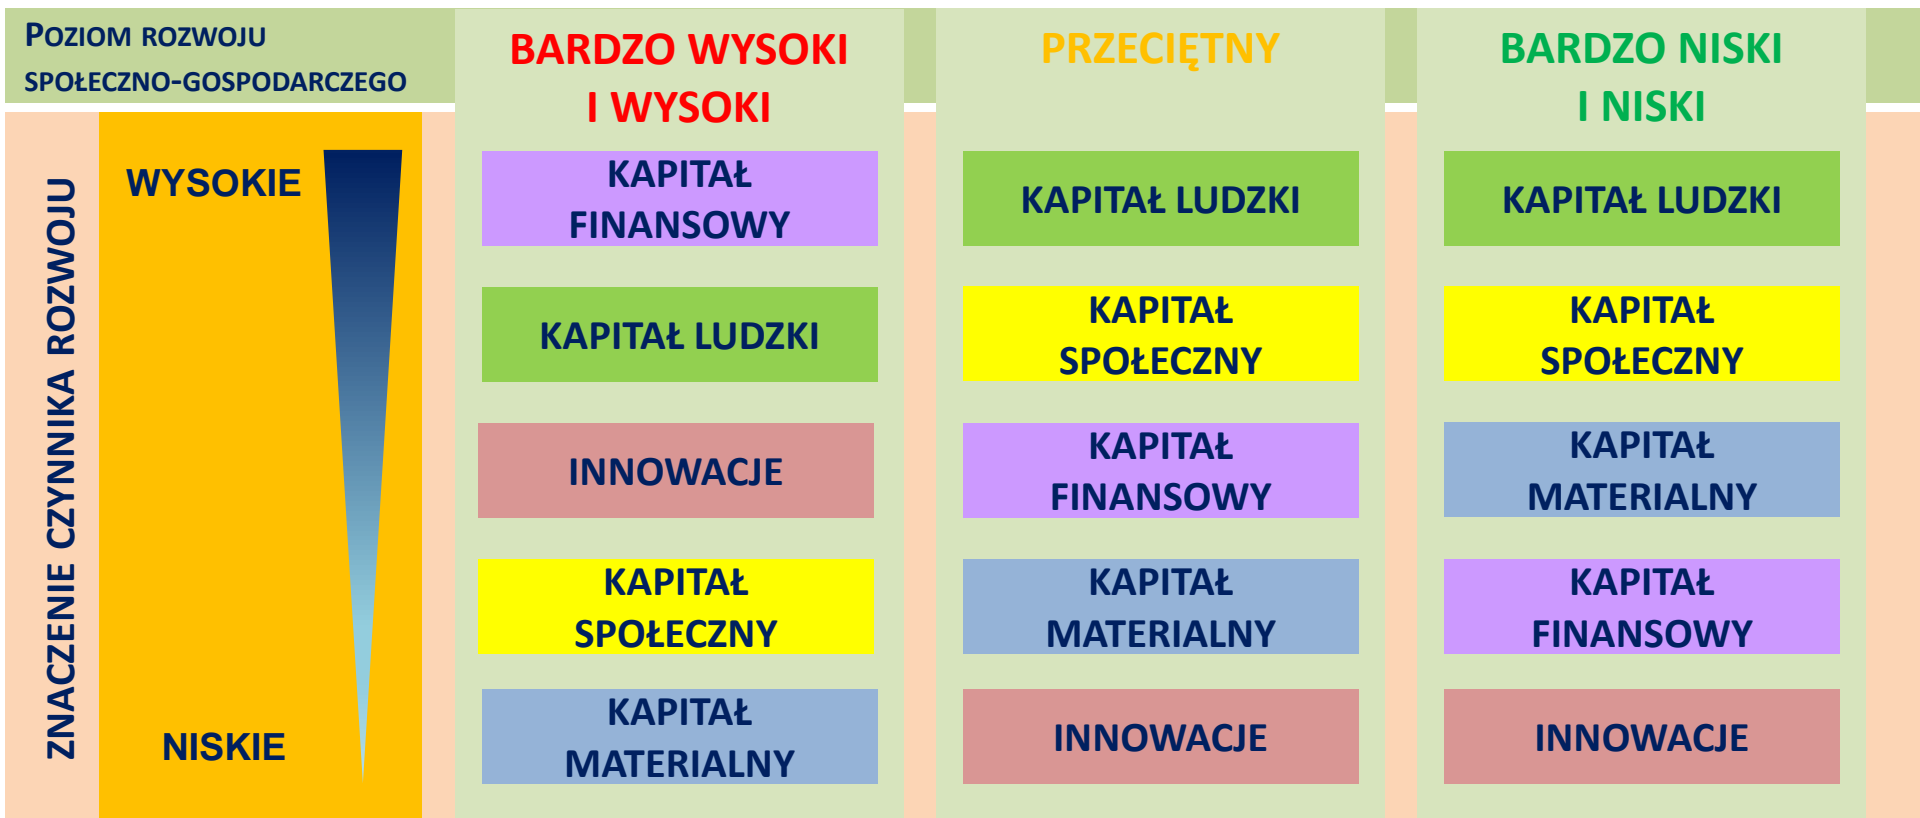 POZIOM ROZWOJU
SPOŁECZNO-GOSPODARCZEGO
BARDZO WYSOKI
I WYSOKI
PRZECIĘTNY
BARDZO NISKI
I NISKI
ZNACZENIE CZYNNIKA ROZWOJU
WYSOKIE
NISKIE
KAPITAŁ
FINANSOWY
KAPITAŁ LUDZKI
INNOWACJE
KAPITAŁ
SPOŁECZNY
KAPITAŁ
MATERIALNY
KAPITAŁ LUDZKI
KAPITAŁ
SPOŁECZNY
KAPITAŁ
FINANSOWY
KAPITAŁ
MATERIALNY
INNOWACJE
KAPITAŁ LUDZKI
KAPITAŁ
SPOŁECZNY
KAPITAŁ
MATERIALNY
KAPITAŁ
FINANSOWY
INNOWACJE